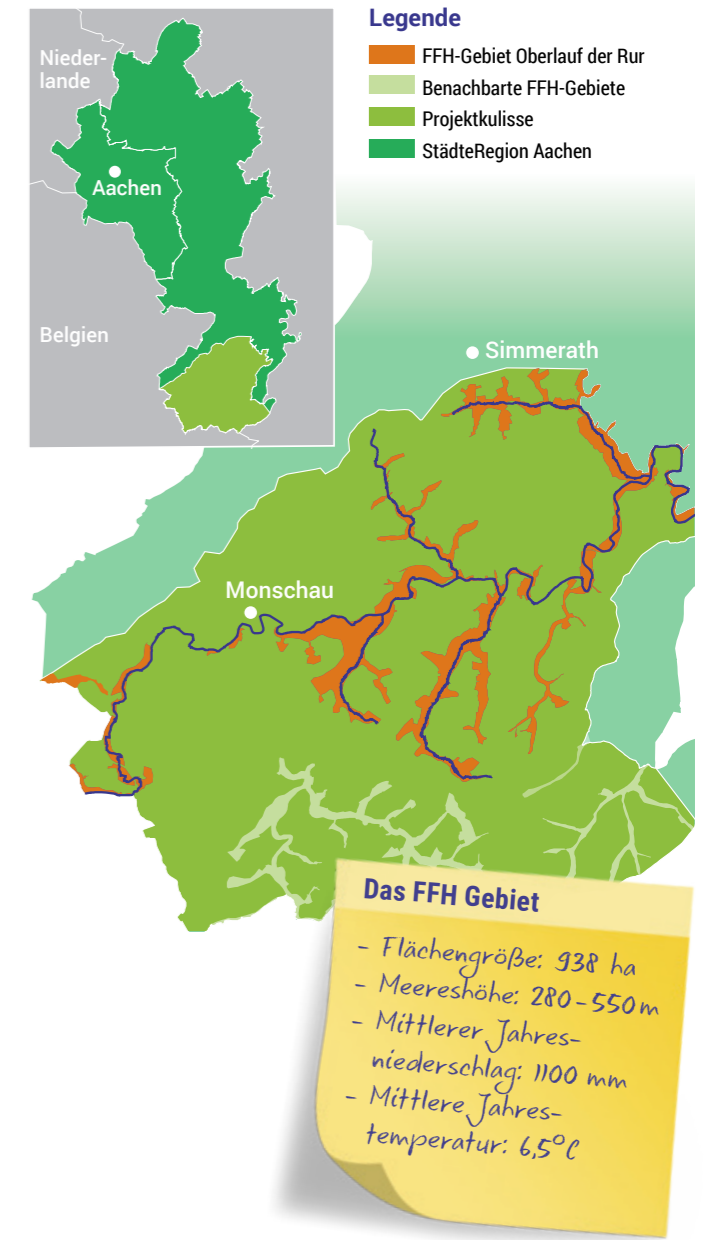 Nieder-
lande
Aachen
Belgien
Legende
FFH-Gebiet Oberlauf der Rur
Benachbarte FFH-Gebiete
Projektkulisse
StädteRegion Aachen
Simmerath
Monschau
Das FFH Gebiet
- Flächengröße: 938 ha
- Meereshöhe: 280-550m
- Mittlerer Jahres-
niederschlag: 1100 mm
- Mittlere Jahres-
temperatur: 6,5°C